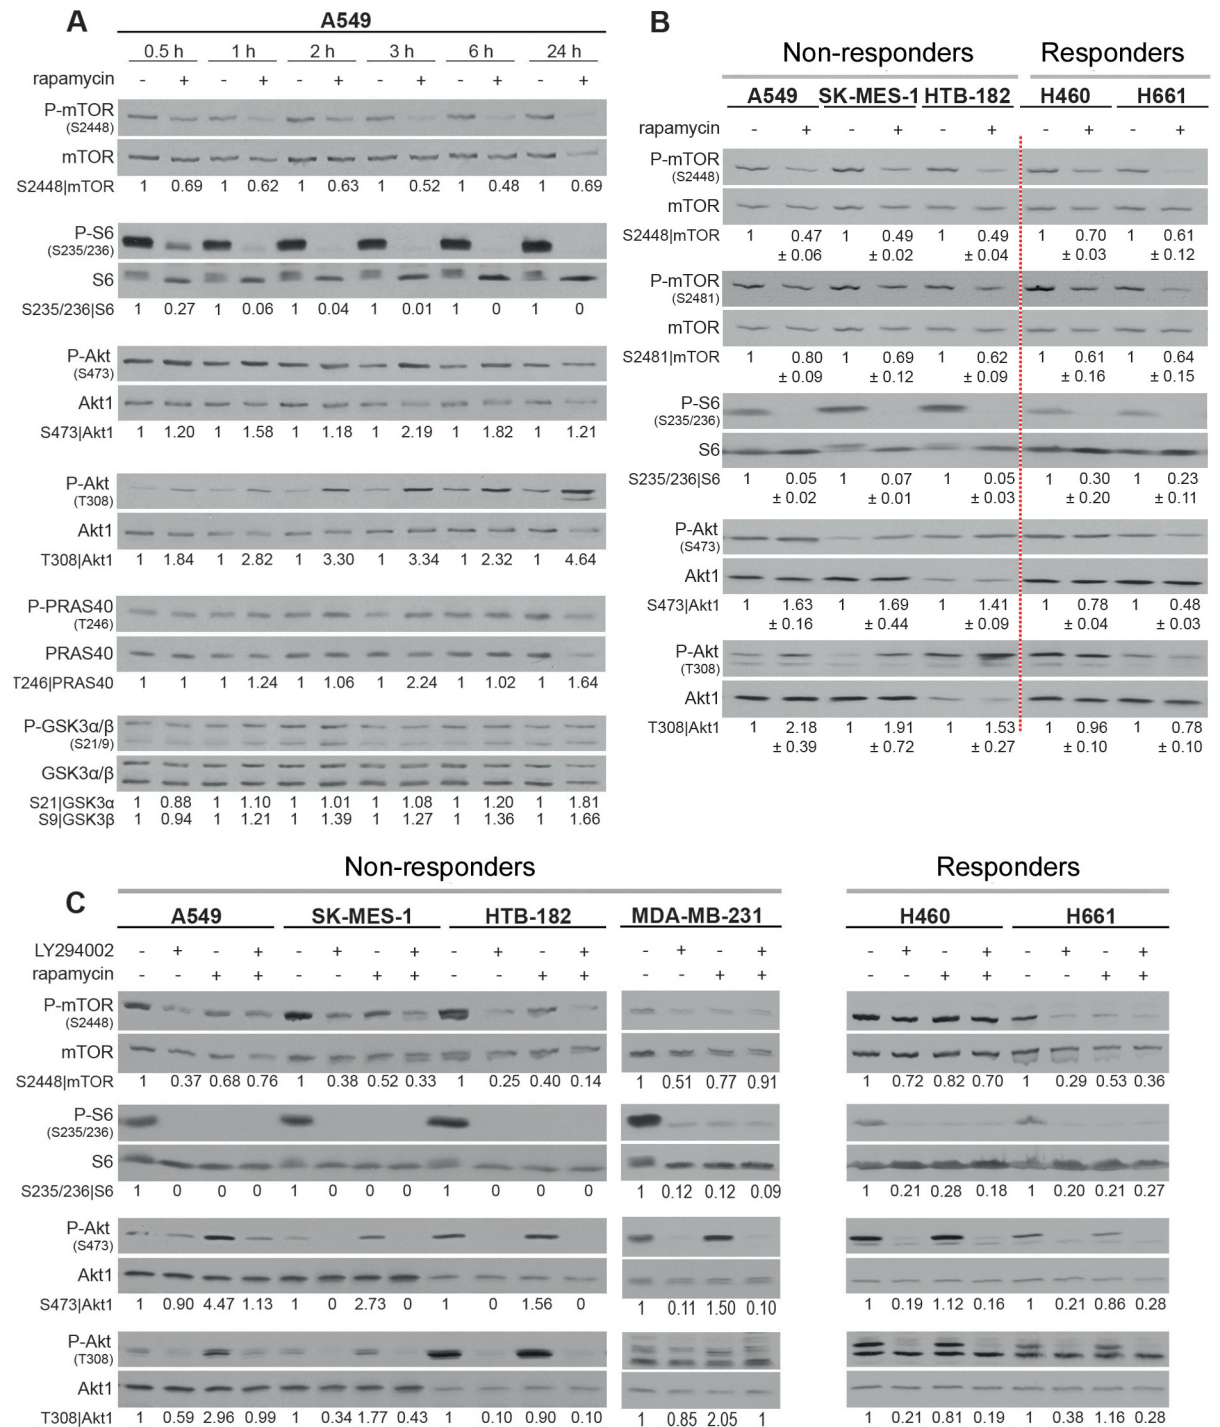 A
A549
0.5 h 1 h 2 h 3 h 6 h 24 h
rapamycin - + - + - + - + - + - +
P-mTOR
(S2448)
mTOR
S2448|mTOR 1 0.69 1 0.62 1 0.63 1 0.52 1 0.48 1 0.69
P-S6
(S235/236)
S6
S235/236|S6 1 0.27 1 0.06 1 0.04 1 0.01 1 0 1 0
P-Akt
(S473)
Akt1
S473|Akt1 1 1.20 1 1.58 1 1.18 1 2.19 1 1.82 1 1.21
P-Akt
(T308)
Akt1
T308|Akt1 1 1.84 1 2.82 1 3.30 1 3.34 1 2.32 1 4.64
P-PRAS40
(T246)
PRAS40
T246|PRAS40 1 1 1 1.24 1 1.06 1 2.24 1 1.02 1 1.64
P-GSK3α/β
(S21/9)
GSK3α/β
S21|GSK3α 1 0.88 1 1.10 1 1.01 1 1.08 1 1.20 1 1.81
S9|GSK3β 1 0.94 1 1.21 1 1.39 1 1.27 1 1.36 1 1.66
B
Non-responders Responders
A549 SK-MES-1 HTB-182 H460 H661
rapamycin - + - + - + - + - +
P-mTOR
(S2448)
mTOR
S2448|mTOR 1 0.47 1 0.49 1 0.49 1 0.70 1 0.61
± 0.06 ± 0.02 ± 0.04 ± 0.03 ± 0.12
P-mTOR
(S2481)
mTOR
S2481|mTOR 1 0.80 1 0.69 1 0.62 1 0.61 1 0.64
± 0.09 ± 0.12 ± 0.09 ± 0.16 ± 0.15
P-S6
(S235/236)
S6
S235/236|S6 1 0.05 1 0.07 1 0.05 1 0.30 1 0.23
± 0.02 ± 0.01 ± 0.03 ± 0.20 ± 0.11
P-Akt
(S473)
Akt1
S473|Akt1 1 1.63 1 1.69 1 1.41 1 0.78 1 0.48
± 0.16 ± 0.44 ± 0.09 ± 0.04 ± 0.03
P-Akt
(T308)
Akt1
T308|Akt1 1 2.18 1 1.91 1 1.53 1 0.96 1 0.78
± 0.39 ± 0.72 ± 0.27 ± 0.10 ± 0.10
Non-responders Responders
C
A549 SK-MES-1 HTB-182 MDA-MB-231 H460 H661
LY294002 - + - + - + - + - + - + - + - + - + - + - + - +
rapamycin - - + + - - + + - - + + - - + + - - + + - - + +
P-mTOR
(S2448)
mTOR
S2448|mTOR 1 0.37 0.68 0.76 1 0.38 0.52 0.33 1 0.25 0.40 0.14 1 0.51 0.77 0.91 1 0.72 0.82 0.70 1 0.29 0.53 0.36
P-S6
(S235/236)
S6
S235/236|S6 1 0 0 0 1 0 0 0 1 0 0 0 1 0.12 0.12 0.09 1 0.21 0.28 0.18 1 0.20 0.21 0.27
P-Akt
(S473)
Akt1
S473|Akt1 1 0.90 4.47 1.13 1 0 2.73 0 1 0 1.56 0 1 0.11 1.50 0.10 1 0.19 1.12 0.16 1 0.21 0.86 0.28
P-Akt
(T308)
Akt1
T308|Akt1 1 0.59 2.96 0.99 1 0.34 1.77 0.43 1 0.10 0.90 0.10 1 0.85 2.05 1 1 0.21 0.81 0.19 1 0.38 1.16 0.28